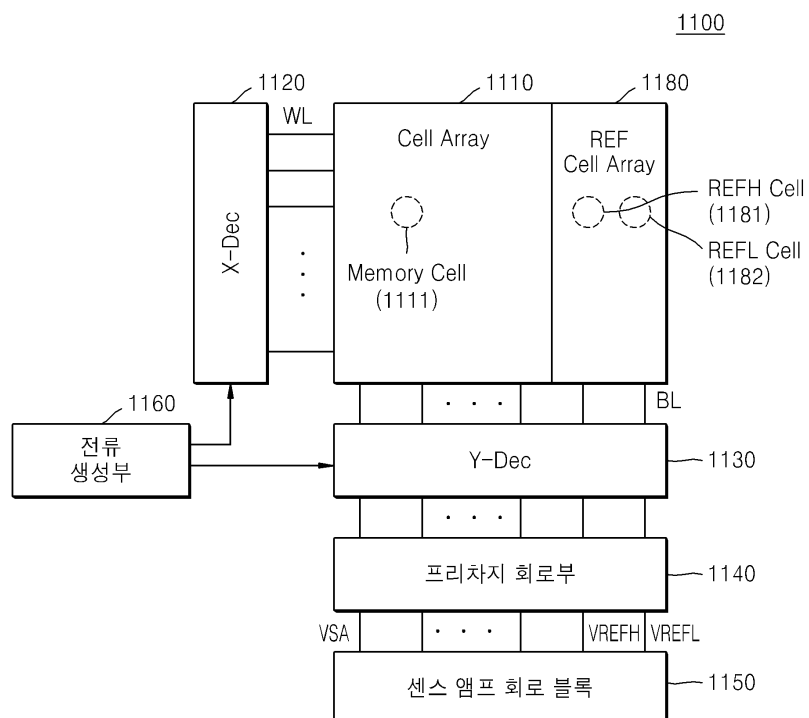 1100
1120
1110
1180
WL
Cell Array
REF
Cell Array
X-Dec
REFH Cell
(1181)
REFL Cell
(1182)
Memory Cell
(1111)
1160
BL
전류
생성부
Y-Dec
1130
프리차지 회로부
1140
VSA
VREFH
VREFL
센스 앰프 회로 블록
1150